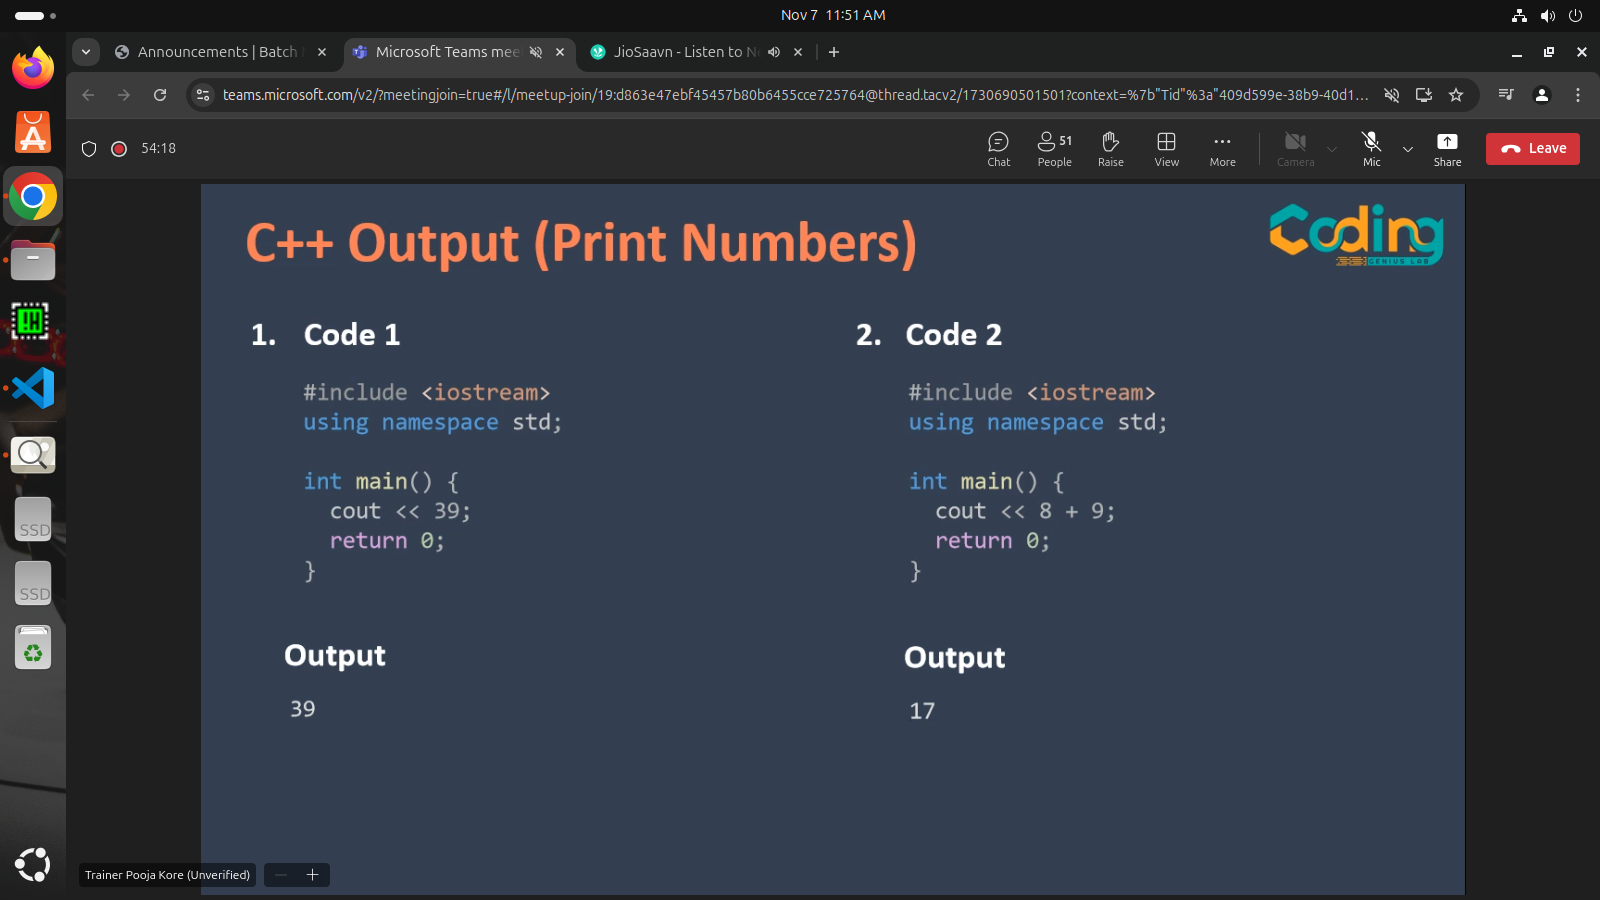 Nov 7 11:51 AM
Announcements | Batch
Microsoft Teams mee
JioSaavn - Listen to N
teams.microsoft.com/v2/?meetingjoin=true#/l/meetup-join/19:d863e47ebf45457b80b6455cce725764@thread.tacv2/1730690501501?context=%7b"Tid"%3a"409d599e-38b9-40d1...
54:18
Chat
51
People
Raise
View
More
Camera
Mic
Share
Leave
C++ Output (Print Numbers)
Coding
GENIUS LAB
1. Code 1
#include <iostream>
using namespace std;
int main() {
cout << 39;
return 0;
}
Output
39
2. Code 2
#include <iostream>
using namespace std;
int main() {
cout << 8 + 9;
return 0;
}
Output
17
SSD
SSD
Trainer Pooja Kore (Unverified)